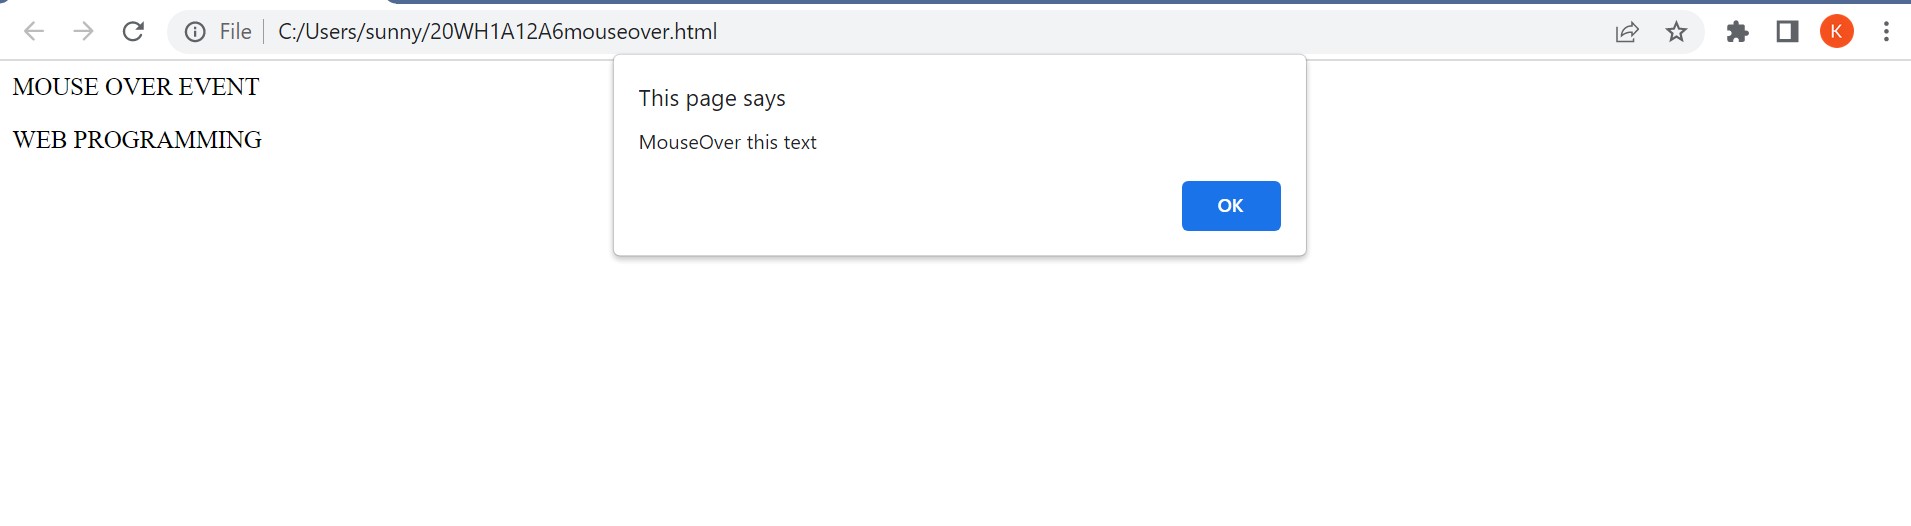 File C:/Users/sunny/20WH1A12A6mouseover.html K
MOUSE OVER EVENT
WEB PROGRAMMING
This page says
MouseOver this text
OK